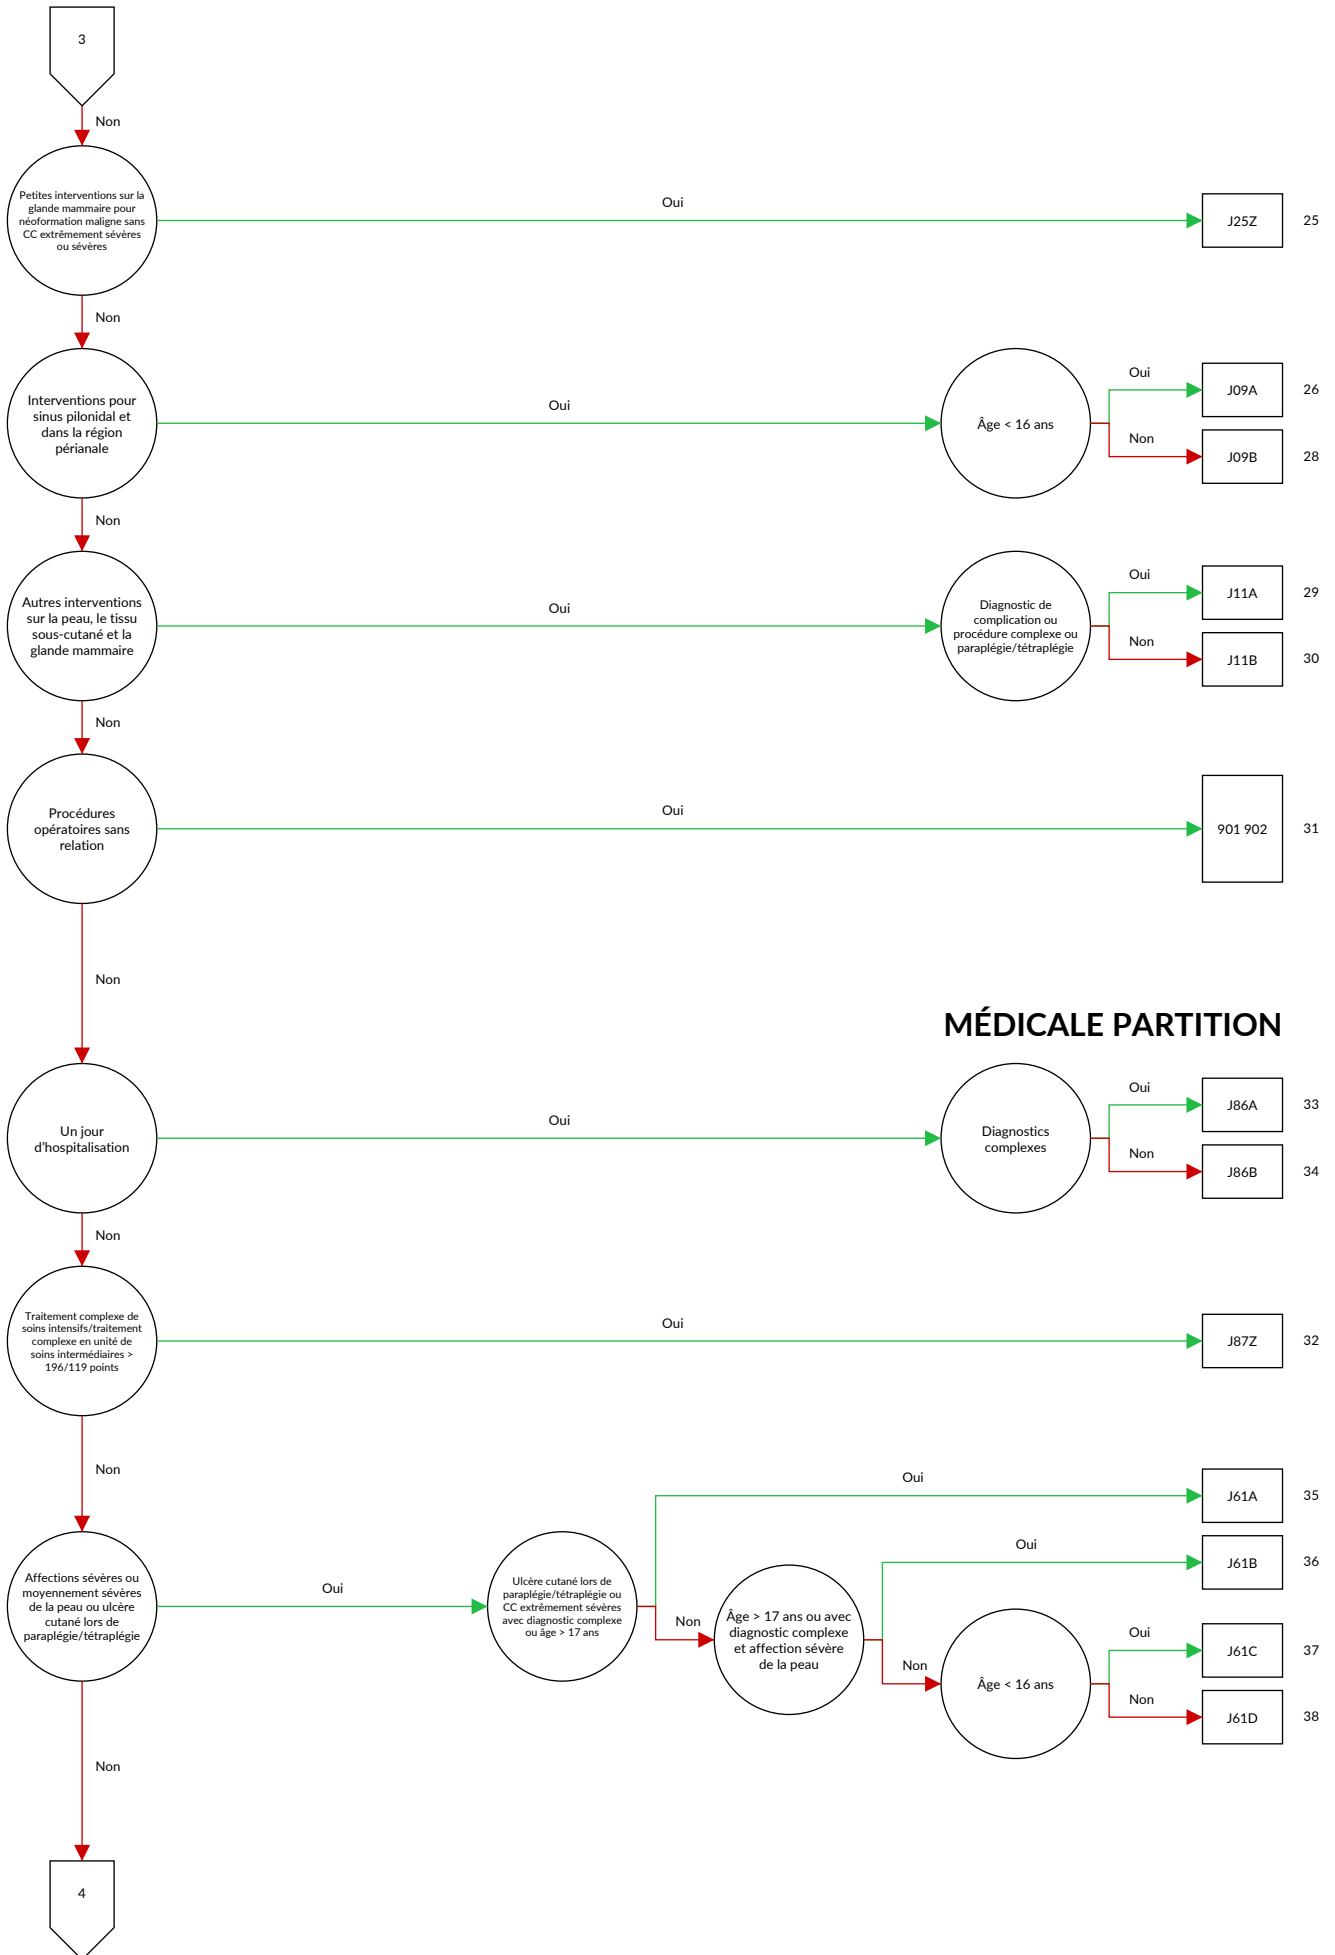 3
Non
Petites interventions sur la
glande mammaire pour
néoformation maligne sans
CC extrêmement sévères
ou sévères
Oui
J25Z
25
Non
Interventions pour
sinus pilonidal et
dans la région
périanale
Oui
Âge < 16 ans
Oui
J09A
26
Non
J09B
28
Non
Autres interventions
sur la peau, le tissu
sous-cutané et la
glande mammaire
Oui
Diagnostic de
complication ou
procédure complexe ou
paraplégie/tétraplégie
Oui
J11A
29
Non
J11B
30
Non
Procédures
opératoires sans
relation
Oui
901 902
31
Non
MÉDICALE PARTITION
Un jour
d'hospitalisation
Oui
Diagnostics
complexes
Oui
J86A
33
Non
J86B
34
Non
Traitement complexe de
soins intensifs/traitement
complexe en unité de
soins intermédiaires >
196/119 points
Oui
J87Z
32
Non
Affections sévères ou
moyennement sévères
de la peau ou ulcère
cutané lors de
paraplégie/tétraplégie
Oui
Ulcère cutané lors de
paraplégie/tétraplégie ou
CC extrêmement sévères
avec diagnostic complexe
ou âge > 17 ans
Oui
J61A
35
Non
Âge > 17 ans ou avec
diagnostic complexe
et affection sévère
de la peau
Oui
J61B
36
Non
Âge < 16 ans
Oui
J61C
37
Non
J61D
38
Non
4